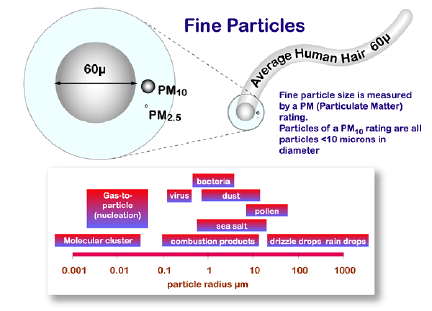 Fine Particles
60µ
PM10
PM2.5
Average Human Hair 60µ
Fine particle size is measured
by a PM (Particulate Matter)
rating.
Particles of a PM10 rating are all
particles <10 microns in
diameter
bacteria
Gas-to-
particle
(nucleation)
virus
dust
pollen
sea salt
Molecular cluster
combustion products
drizzle drops
rain drops
0.001
0.01
0.1
1
10
100
1000
particle radius µm